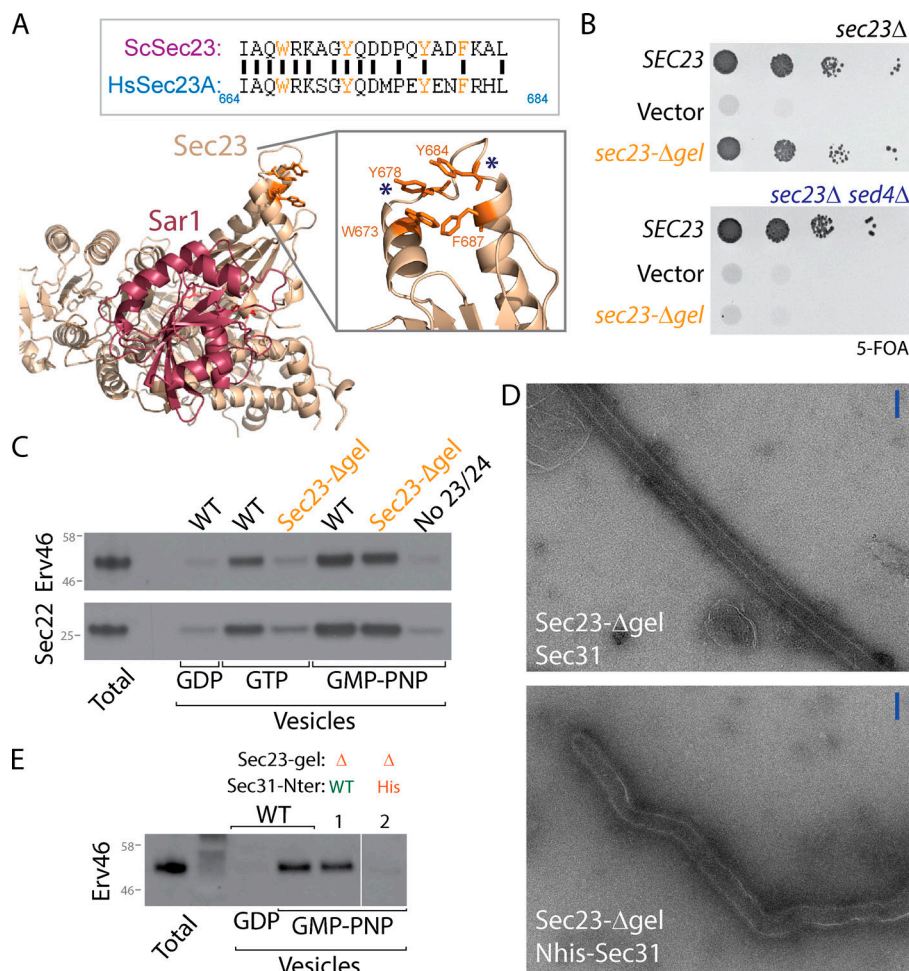 A
ScSec23: IAQWRKAGYQDDPQYADFKAL
HsSec23A: IAQWRKSGYQDMPEYENFRHL
664 684
Sec23
Sar1
Y684
*
Y678
*
W673
F687
B
sec23Δ
SEC23
Vector
sec23-Δgel
sec23Δ sed4Δ
SEC23
Vector
sec23-Δgel
5-FOA
C
WT WT Sec23-Δgel WT Sec23-Δgel No 23/24
Erv46
58
46
Sec22
25
Total
GDP GTP GMP-PNP
Vesicles
D
Sec23-Δgel
Sec31
Sec23-Δgel
Nhis-Sec31
E
Sec23-gel: Δ Δ
Sec31-Nter: WT His
WT 1 2
Erv46
58
46
Total
GDP GMP-PNP
Vesicles